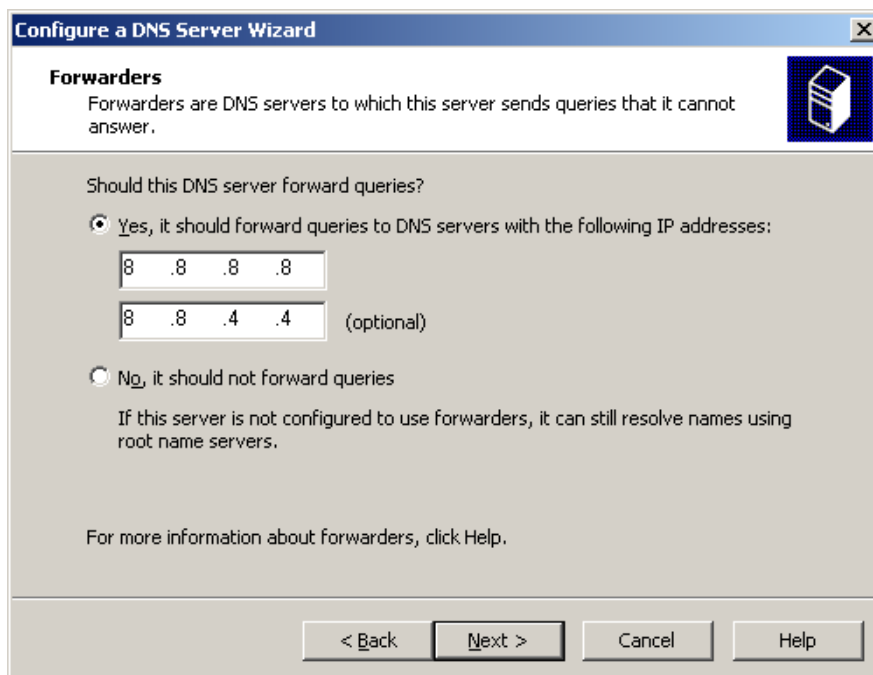 Configure a DNS Server Wizard
Forwarders
Forwarders are DNS servers to which this server sends queries that it cannot
answer.
Should this DNS server forward queries?
Yes, it should forward queries to DNS servers with the following IP addresses:
8 .8 .8 .8
8 .8 .4 .4 (optional)
No, it should not forward queries
If this server is not configured to use forwarders, it can still resolve names using
root name servers.
For more information about forwarders, click Help.
< Back Next > Cancel Help